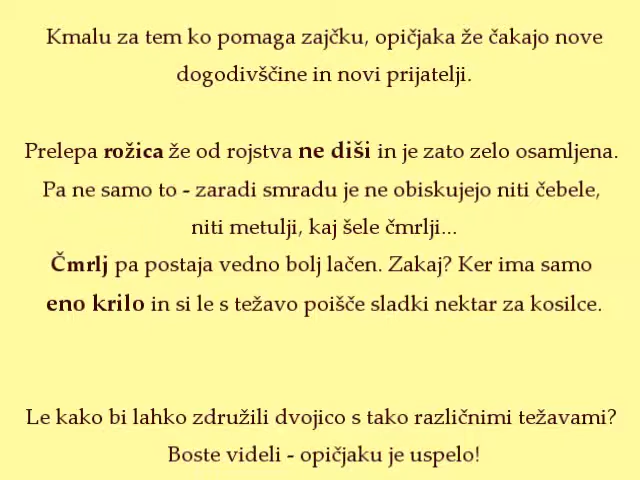 Kmalu za tem ko pomaga zajčku, opičjaka že čakajo nove
dogodivščine in novi prijatelji.
Prelepa rožica že od rojstva ne diši in je zato zelo osamljena.
Pa ne samo to - zaradi smradu je ne obiskujejo niti čebele,
niti metulji, kaj šele čmrlji...
Čmrlj pa postaja vedno bolj lačen. Zakaj? Ker ima samo
eno krilo in si le s težavo poišče sladki nektar za kosilce.
Le kako bi lahko združili dvojico s tako različnimi težavami?
Boste videli - opičjaku je uspelo!